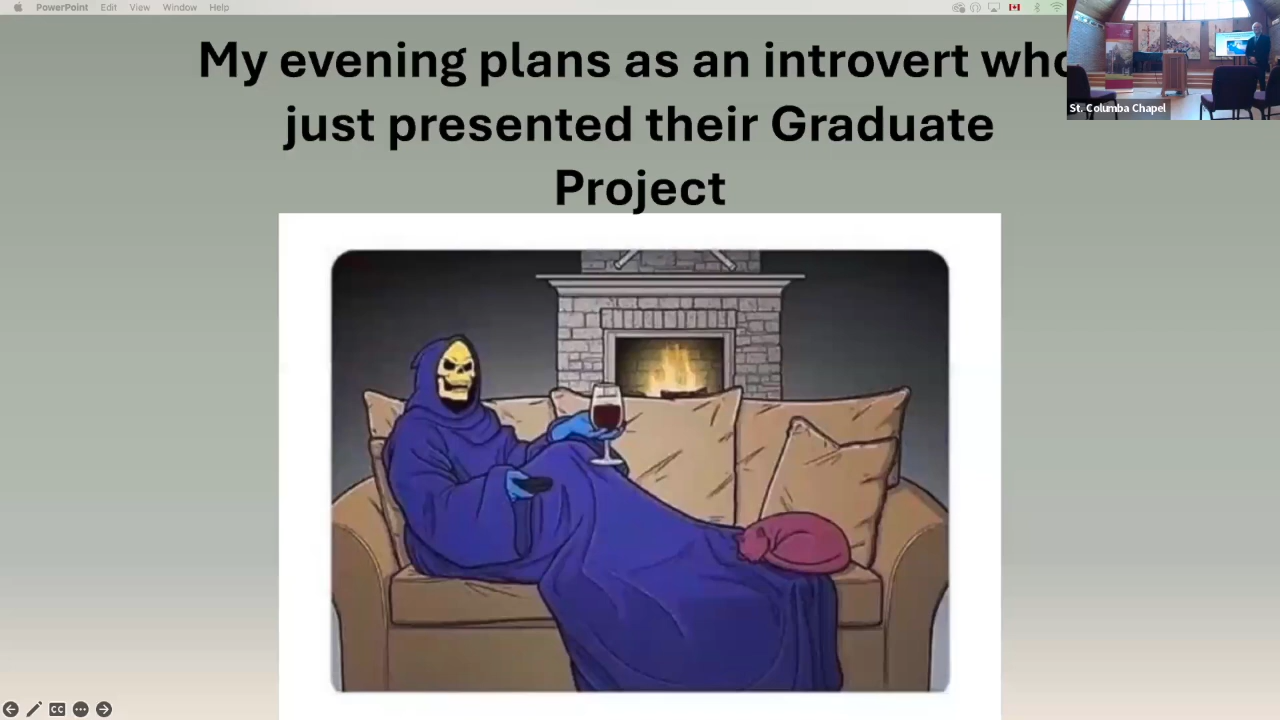 PowerPoint Edit View Window Help
My evening plans as an introvert who
just presented their Graduate
Project
St. Columba Chapel
CC